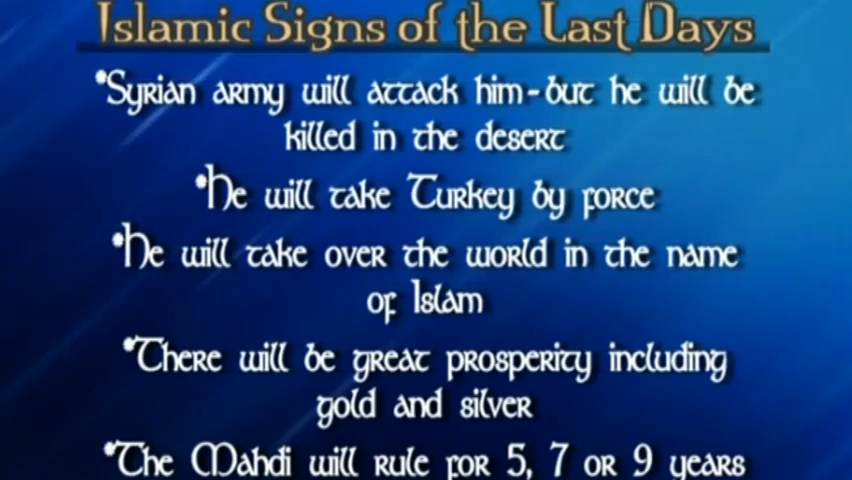 Islamic Signs of the Last Days
*Syrian army will attack him - but he will be
killed in the desert
*He will take Turkey by force
*He will take over the world in the name
of Islam
*There will be great prosperity including
gold and silver
*The Mahdi will rule for 5, 7 or 9 years